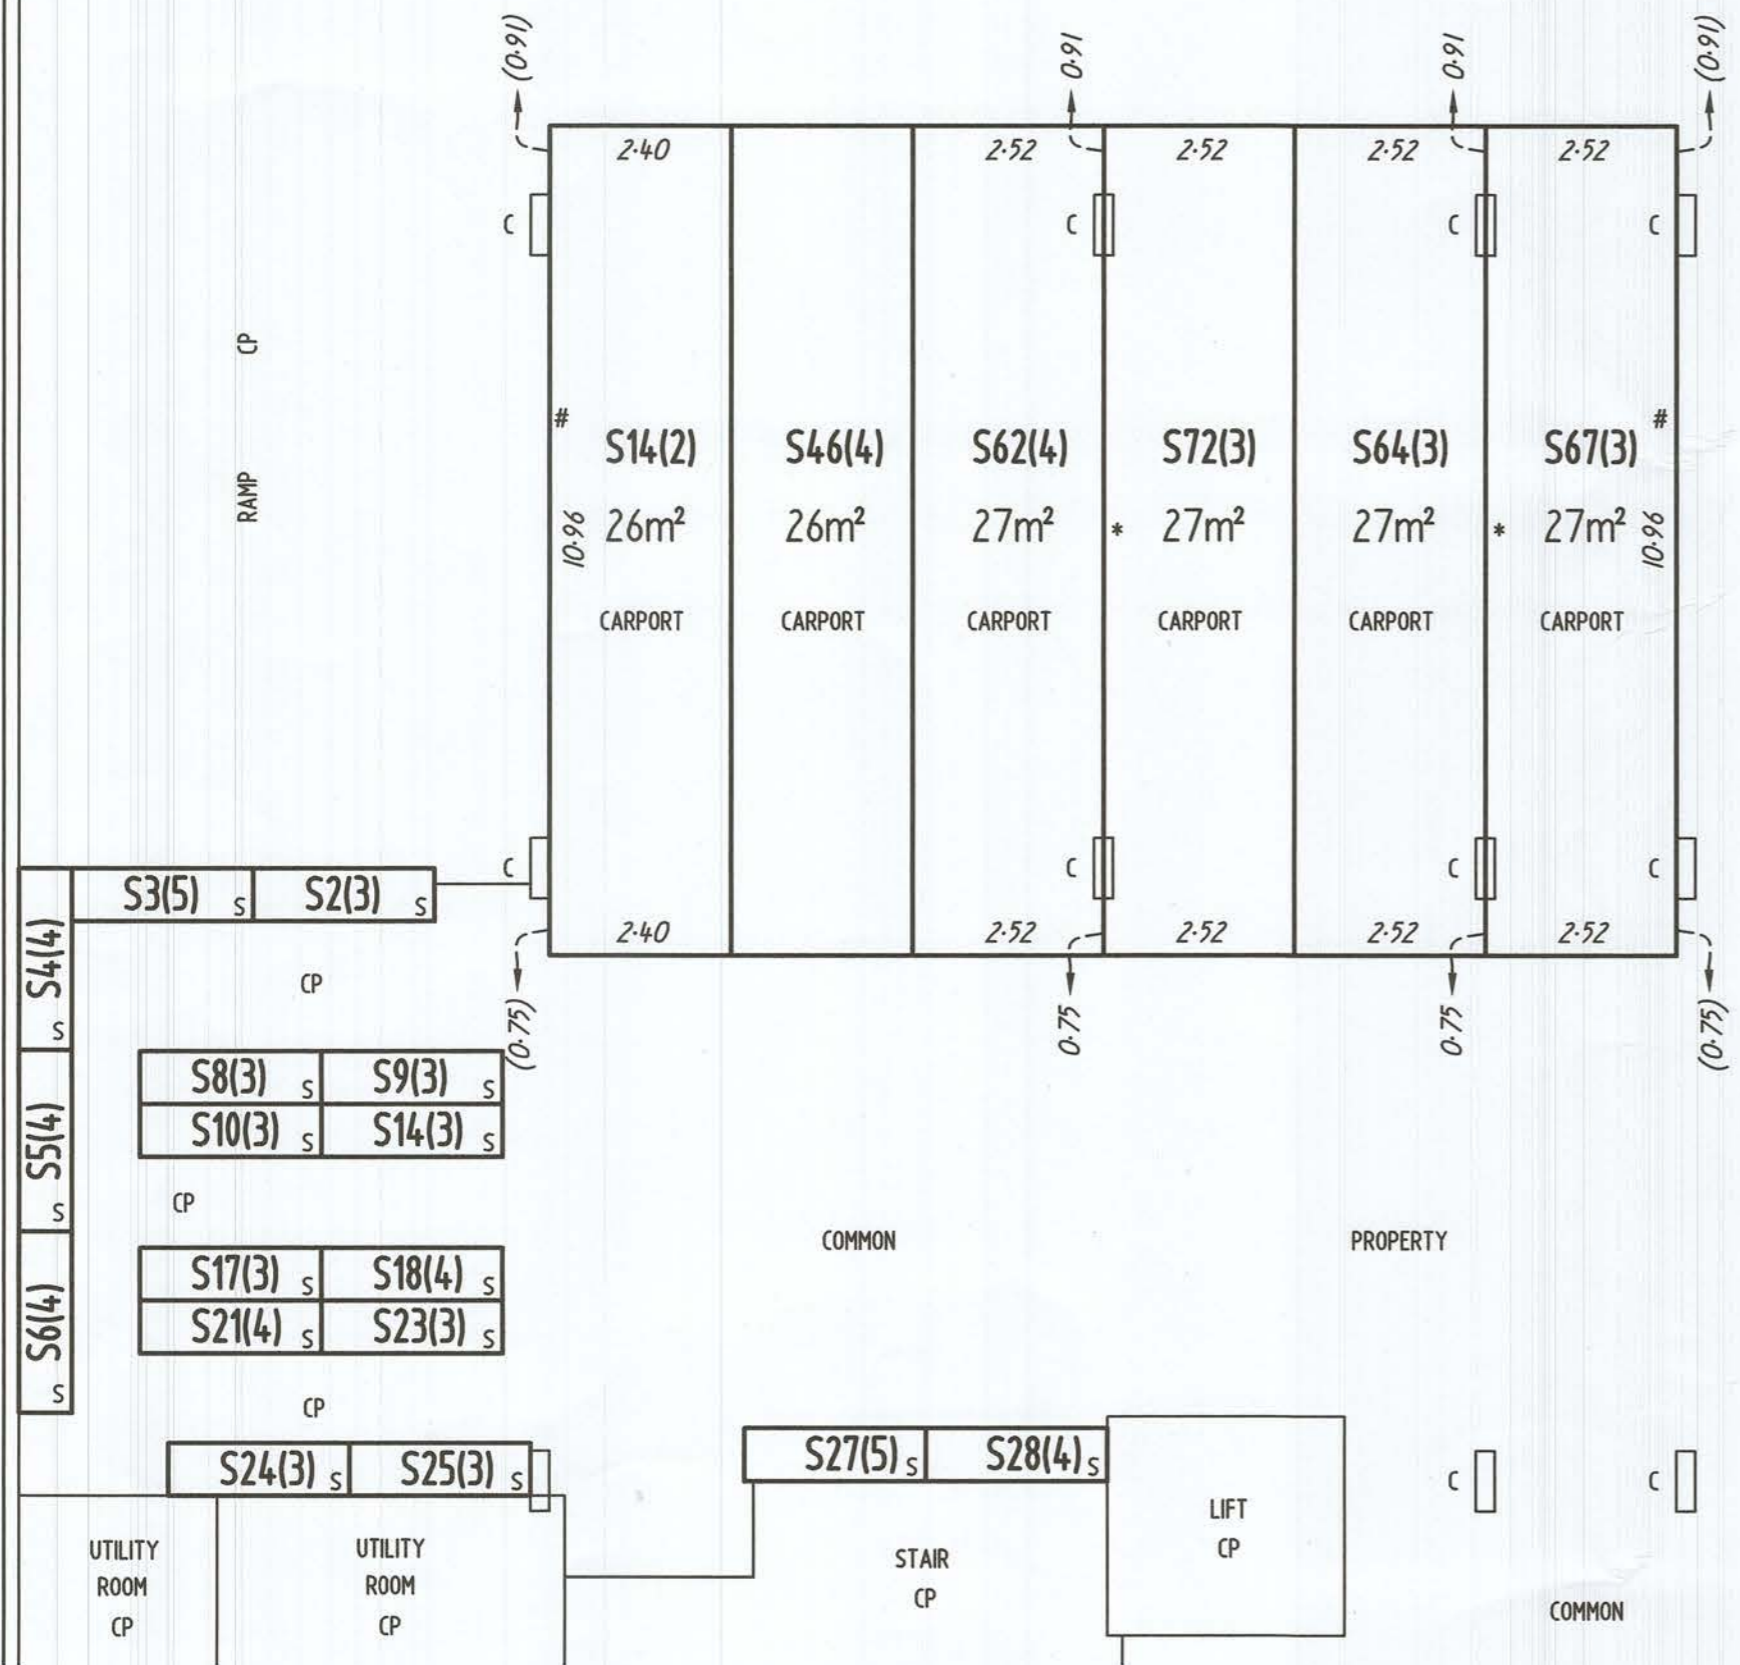 (0·91)
0·91
0·91
(0·91)
2·40
2·52
2·52
2·52
2·52
C
C
C
C
RAMP CP
#
#
S14(2)
S46(4)
S62(4)
S72(3)
S64(3)
S67(3)
10·96
26m²
26m²
27m²
*
27m²
27m²
*
27m²
10·96
CARPORT
CARPORT
CARPORT
CARPORT
CARPORT
CARPORT
C
C
C
C
S3(5) S
S2(3) S
2·40
2·52
2·52
2·52
2·52
S4(4) S
CP
(0·75)
0·75
0·75
(0·75)
S8(3) S
S9(3) S
S10(3) S
S14(3) S
S5(4) S
CP
COMMON PROPERTY
S17(3) S
S18(4) S
S21(4) S
S23(3) S
S6(4) S
CP
S24(3) S
S25(3) S
S27(5) S
S28(4) S
C
C
LIFT
CP
UTILITY
ROOM
CP
UTILITY
ROOM
CP
STAIR
CP
COMMON